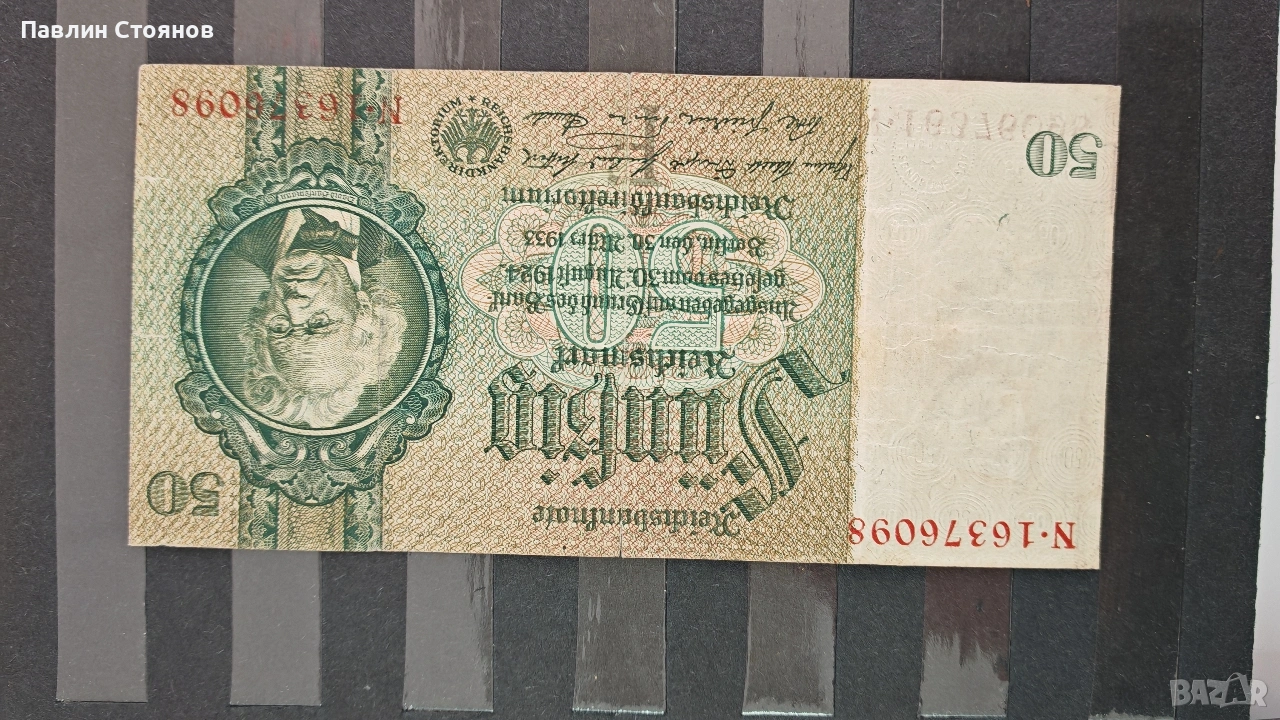 Павлин Стоянов
Reichsbanknote
Fünfzig
Reichsmark
Ausgegeben auf Grund des Bank-
gesetzes vom 30. August 1924
Berlin, den 30. März 1933
Reichsbankdirektorium
REICHSBANKDIREKTORIUM
N·16376098
N·16376098
50
50
50
BAZAR